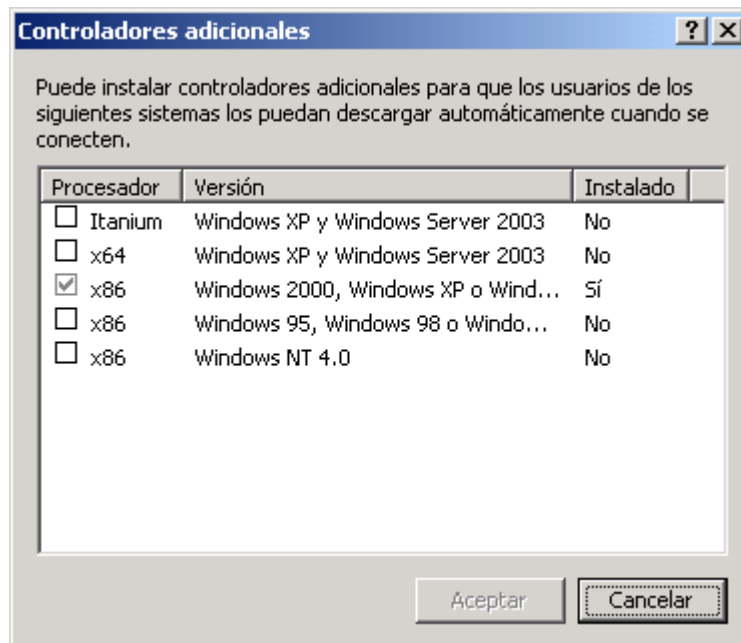 Controladores adicionales
Puede instalar controladores adicionales para que los usuarios de los
siguientes sistemas los puedan descargar automáticamente cuando se
conecten.
Procesador Versión Instalado
Itanium Windows XP y Windows Server 2003 No
x64 Windows XP y Windows Server 2003 No
x86 Windows 2000, Windows XP o Wind... Sí
x86 Windows 95, Windows 98 o Windo... No
x86 Windows NT 4.0 No
Aceptar Cancelar